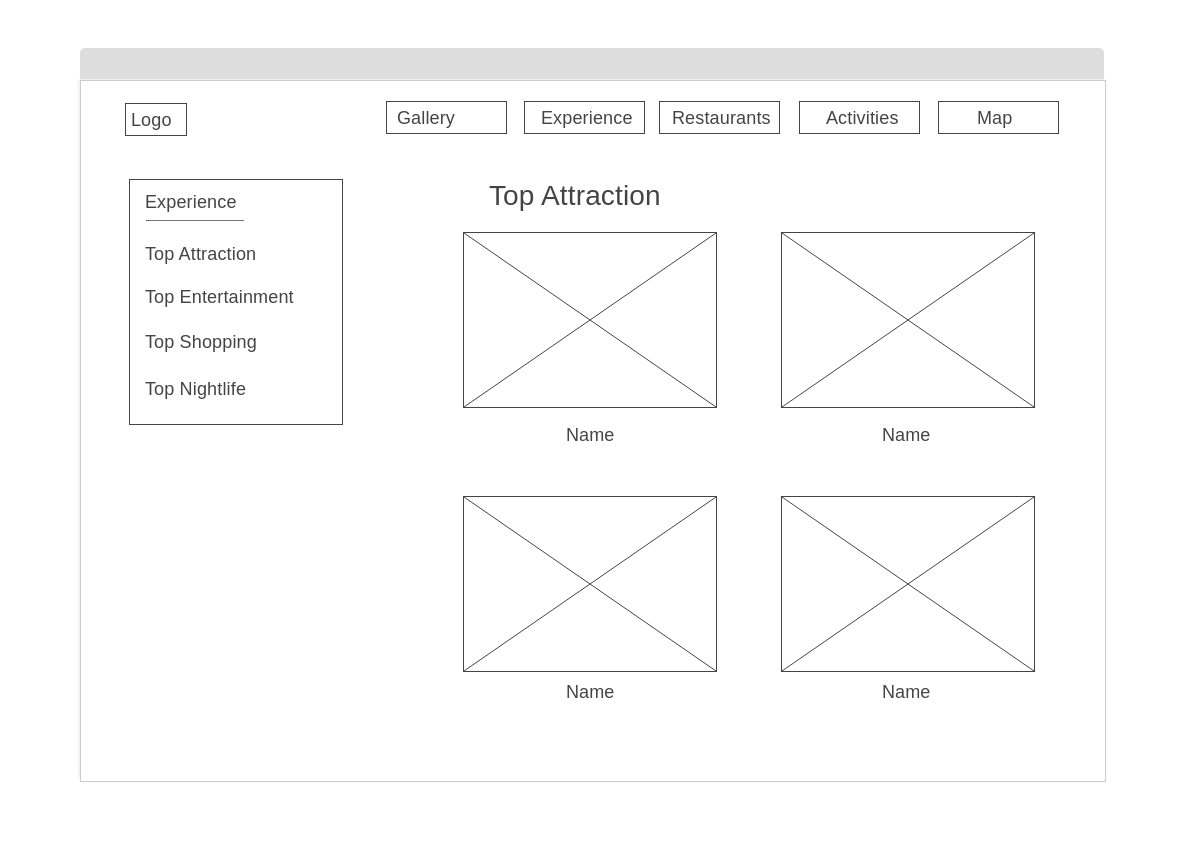 Logo
Gallery
Experience
Restaurants
Activities
Map
Experience
Top Attraction
Top Entertainment
Top Shopping
Top Nightlife
Top Attraction
Name
Name
Name
Name